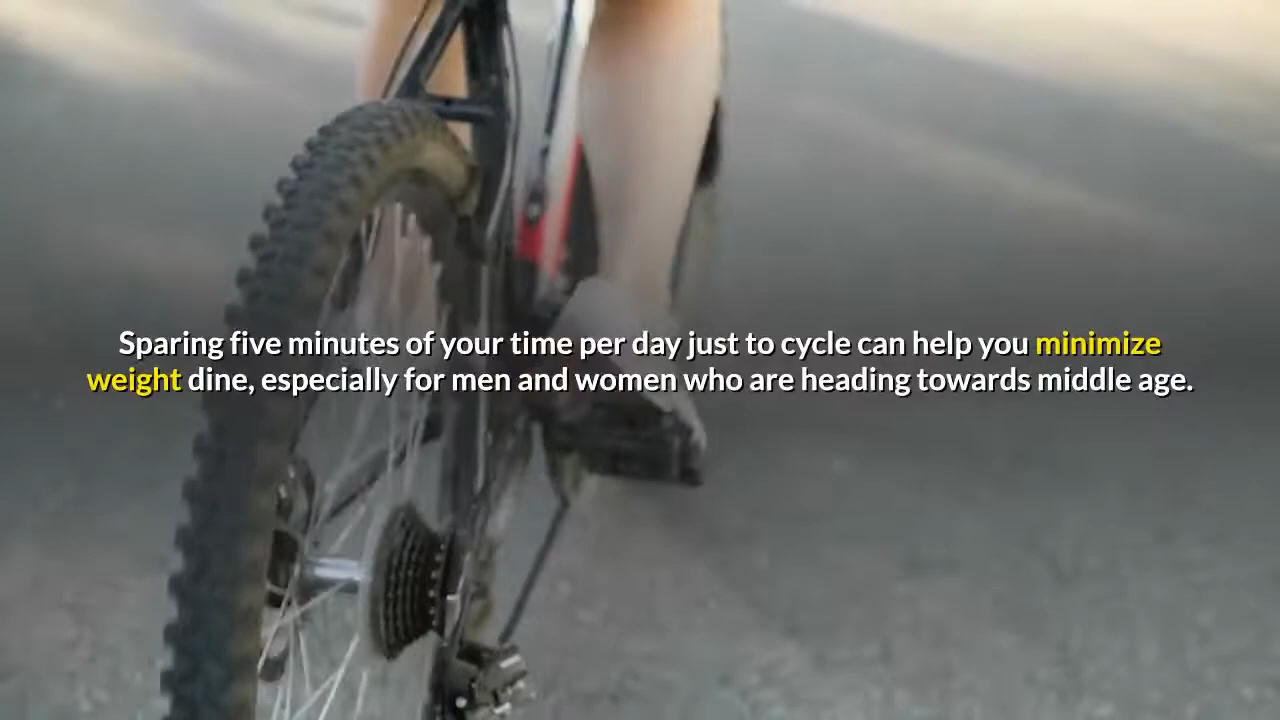 Sparing five minutes of your time per day just to cycle can help you minimize
weight dine, especially for men and women who are heading towards middle age.